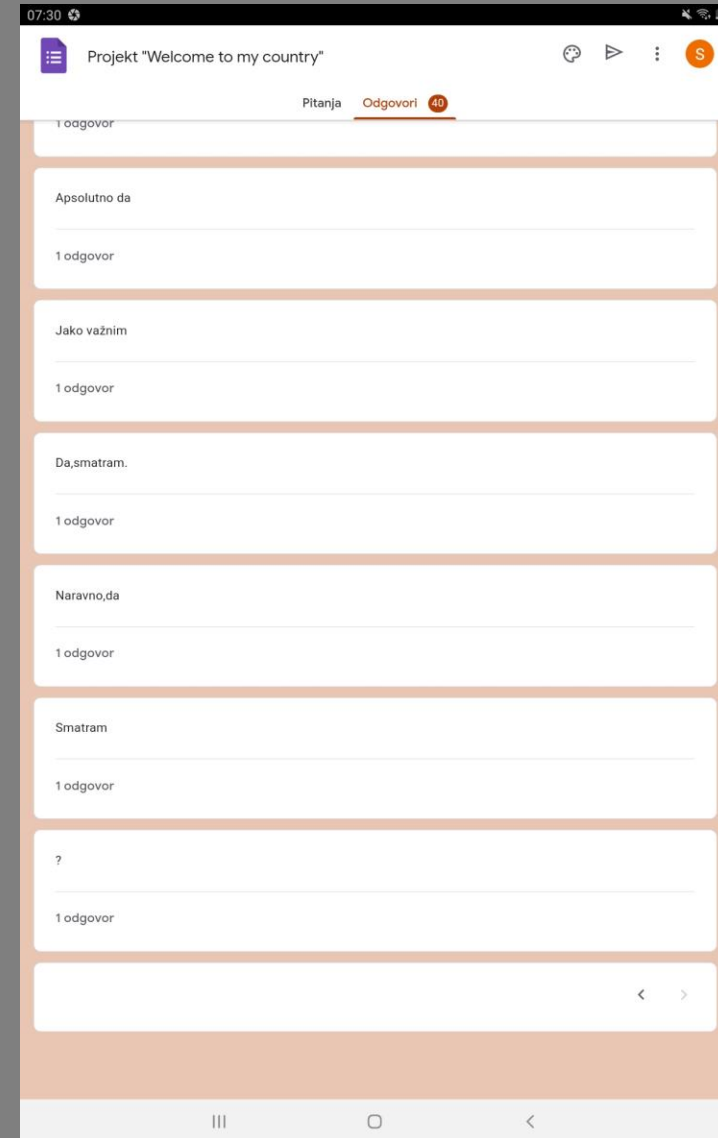 07:30
Projekt "Welcome to my country"
S
Pitanja Odgovori 40
1 odgovor
Apsolutno da
1 odgovor
Jako važnim
1 odgovor
Da,smatram.
1 odgovor
Naravno,da
1 odgovor
Smatram
1 odgovor
?
1 odgovor